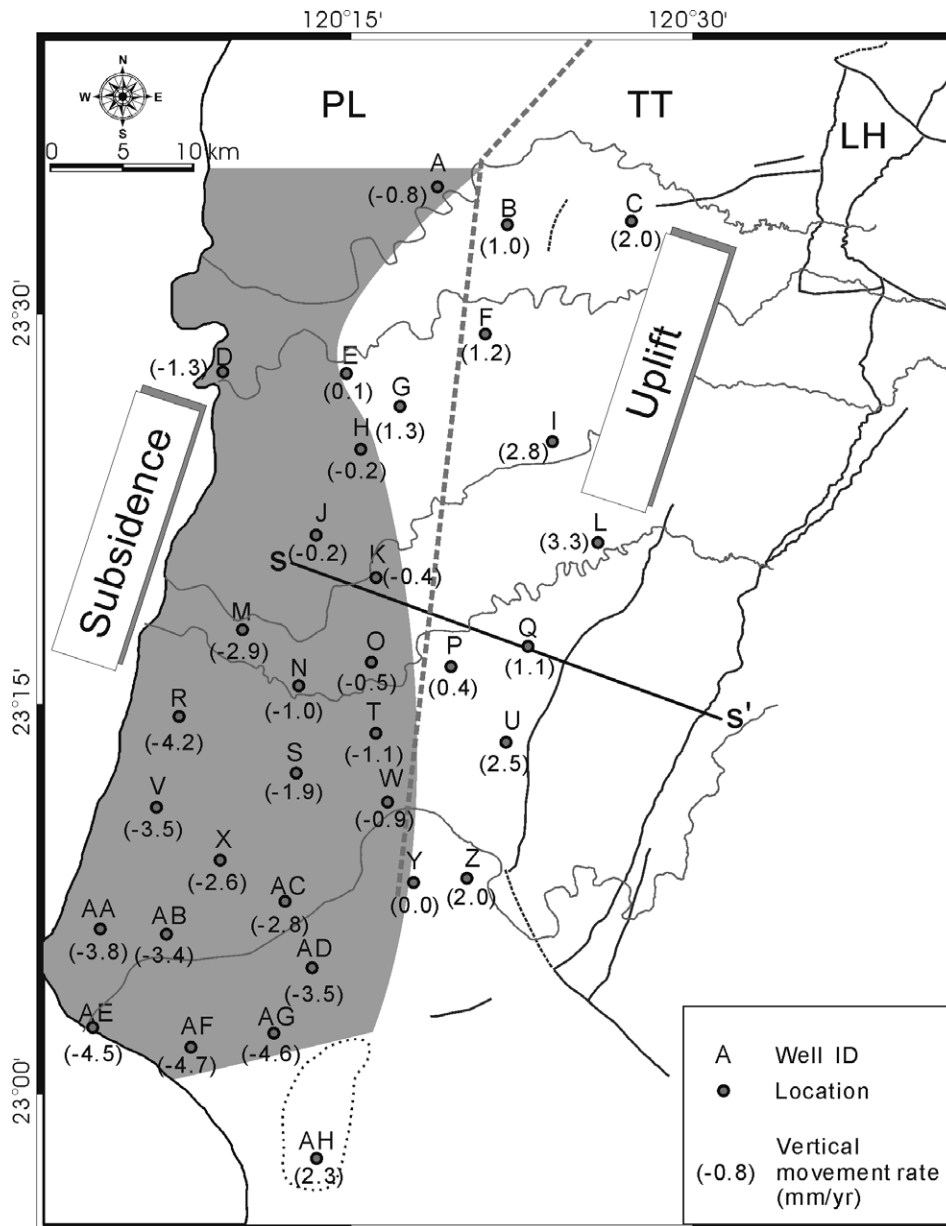 120°15' 120°30'
N
W E
S
PL TT
LH
0 5 10 km
A
(-0.8)
B
(1.0)
C
(2.0)
23°30'
F
(1.2)
D
(-1.3)
E
(0.1)
G
(1.3)
Uplift
H
(-0.2)
I
(2.8)
Subsidence
J
(-0.2)
L
(3.3)
S
K
(-0.4)
M
(-2.9)
Q
(1.1)
O
(-0.5)
P
(0.4)
N
(-1.0)
23°15'
R
(-4.2)
S'
T
(-1.1)
U
(2.5)
S
(-1.9)
V
(-3.5)
W
(-0.9)
X
(-2.6)
Y
(0.0)
Z
(2.0)
AC
(-2.8)
AA
(-3.8)
AB
(-3.4)
AD
(-3.5)
AE
(-4.5)
AF
(-4.7)
AG
(-4.6)
23°00'
AH
(2.3)
A Well ID
Location
(-0.8) Vertical
movement rate
(mm/yr)